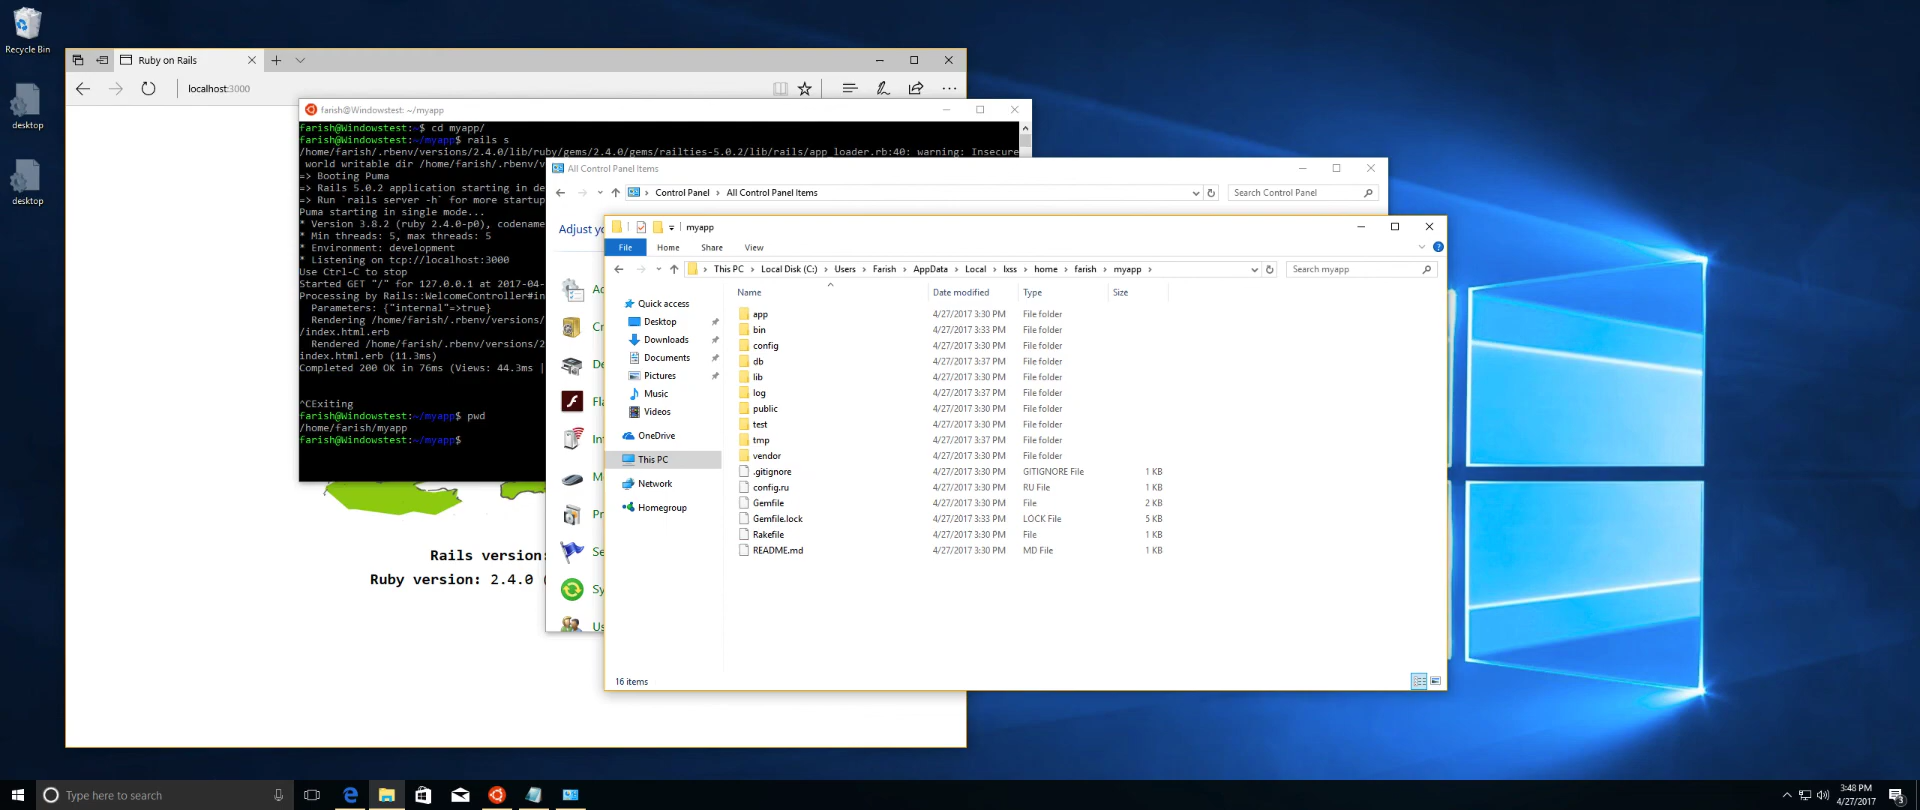 Recycle Bin
desktop
desktop
Ruby on Rails
localhost:3000
farish@Windowstest: ~/myapp
farish@Windowstest:~$ cd myapp/
farish@Windowstest:~/myapp$ rails s
/home/farish/.rbenv/versions/2.4.0/lib/ruby/gems/2.4.0/gems/railties-5.0.2/lib/rails/app_loader.rb:40: warning: Insecure
world writable dir /home/farish/.rbenv/v
=> Booting Puma
=> Rails 5.0.2 application starting in de
=> Run `rails server -h` for more startup
Puma starting in single mode...
* Version 3.8.2 (ruby 2.4.0-p0), codename
* Min threads: 5, max threads: 5
* Environment: development
* Listening on tcp://localhost:3000
Use Ctrl-C to stop
Started GET "/" for 127.0.0.1 at 2017-04-
Processing by Rails::WelcomeController#in
Parameters: {"internal"=>true}
Rendering /home/farish/.rbenv/versions/
/index.html.erb
Rendered /home/farish/.rbenv/versions/2
index.html.erb (11.3ms)
Completed 200 OK in 76ms (Views: 44.3ms |
^CExiting
farish@Windowstest:~/myapp$ pwd
/home/farish/myapp
farish@Windowstest:~/myapp$
Rails version:
Ruby version: 2.4.0 (
All Control Panel Items
Control Panel > All Control Panel Items
Search Control Panel
Adjust yo
Ac
Cr
De
Fl
In
M
Pr
Se
Sy
Us
myapp
File Home Share View
This PC > Local Disk (C:) > Users > Farish > AppData > Local > lxss > home > farish > myapp >
Search myapp
Quick access
Desktop
Downloads
Documents
Pictures
Music
Videos
OneDrive
This PC
Network
Homegroup
Name Date modified Type Size
app 4/27/2017 3:30 PM File folder
bin 4/27/2017 3:33 PM File folder
config 4/27/2017 3:30 PM File folder
db 4/27/2017 3:37 PM File folder
lib 4/27/2017 3:30 PM File folder
log 4/27/2017 3:37 PM File folder
public 4/27/2017 3:30 PM File folder
test 4/27/2017 3:30 PM File folder
tmp 4/27/2017 3:37 PM File folder
vendor 4/27/2017 3:30 PM File folder
.gitignore 4/27/2017 3:30 PM GITIGNORE File 1 KB
config.ru 4/27/2017 3:30 PM RU File 1 KB
Gemfile 4/27/2017 3:30 PM File 2 KB
Gemfile.lock 4/27/2017 3:33 PM LOCK File 5 KB
Rakefile 4/27/2017 3:30 PM File 1 KB
README.md 4/27/2017 3:30 PM MD File 1 KB
16 items
Type here to search
3:48 PM
4/27/2017
3